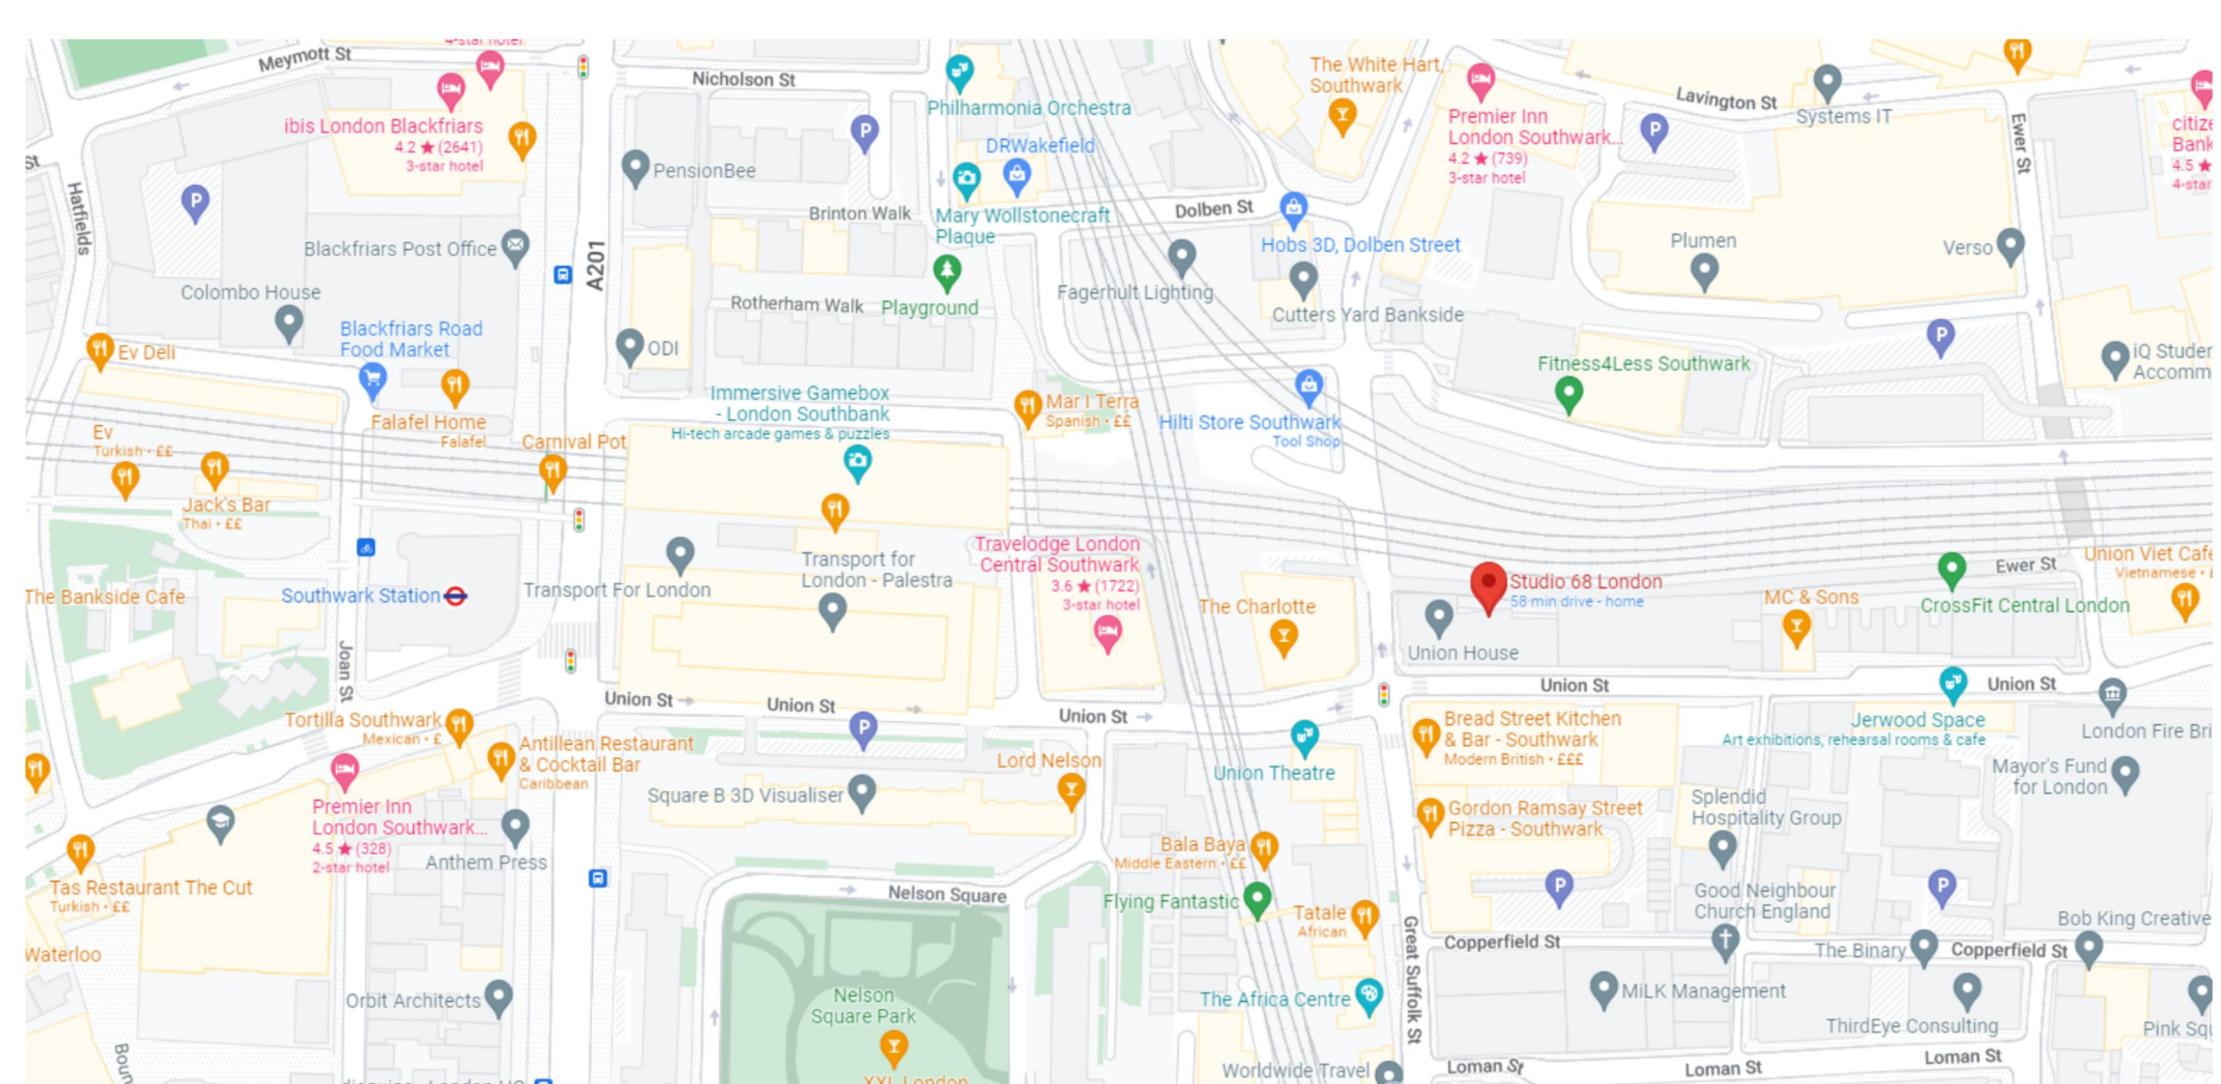 4-star hotel
Meymott St
Nicholson St
The White Hart,
Southwark
Premier Inn
London Southwark...
4.2 ★ (739)
3-star hotel
Lavington St
Systems IT
Ewer St
Philharmonia Orchestra
ibis London Blackfriars
4.2 ★ (2641)
3-star hotel
St
Hatfields
P
P
P
PensionBee
DRWakefield
Mary Wollstonecraft
Plaque
Brinton Walk
Dolben St
Hobs 3D, Dolben Street
Plumen
Verso
4.5 ★
4-star
Blackfriars Post Office
A201
Colombo House
Rotherham Walk
Playground
Fagerhult Lighting
Cutters Yard Bankside
Blackfriars Road
Food Market
Ev Deli
ODI
Fitness4Less Southwark
P
Immersive Gamebox
- London Southbank
Hi-tech arcade games & puzzles
Mar I Terra
Spanish • ££
Hilti Store Southwark
Tool Shop
Falafel Home
Falafel
Carnival Pot
Ev
Turkish • ££
Jack's Bar
Thai • ££
The Bankside Cafe
Southwark Station
Joan St
Transport For London
Transport for
London - Palestra
Travelodge London
Central Southwark
3.6 ★ (1722)
3-star hotel
The Charlotte
Studio 68 London
58 min drive - home
Union House
MC & Sons
Ewer St
CrossFit Central London
Union Viet Cafe
Vietnamese •
Union St
Union St
Union St
Union St
Union St
Tortilla Southwark
Mexican • £
Antillean Restaurant
& Cocktail Bar
Caribbean
P
Premier Inn
London Southwark...
4.5 ★ (328)
2-star hotel
Anthem Press
Square B 3D Visualiser
Lord Nelson
Union Theatre
Bread Street Kitchen
& Bar - Southwark
Modern British • £££
Jerwood Space
Art exhibitions, rehearsal rooms & cafe
London Fire Bri
Mayor's Fund
for London
Splendid
Hospitality Group
Gordon Ramsay Street
Pizza - Southwark
Bala Baya
Middle Eastern • ££
Tas Restaurant The Cut
Turkish • ££
Nelson Square
Flying Fantastic
Tatale
African
P
P
Good Neighbour
Church England
Great Suffolk St
Copperfield St
The Binary
Copperfield St
Bob King Creative
Waterloo
Orbit Architects
Nelson
Square Park
The Africa Centre
MiLK Management
ThirdEye Consulting
Pink Squ
Worldwide Travel
Loman St
Loman St
Loman St
XXL London